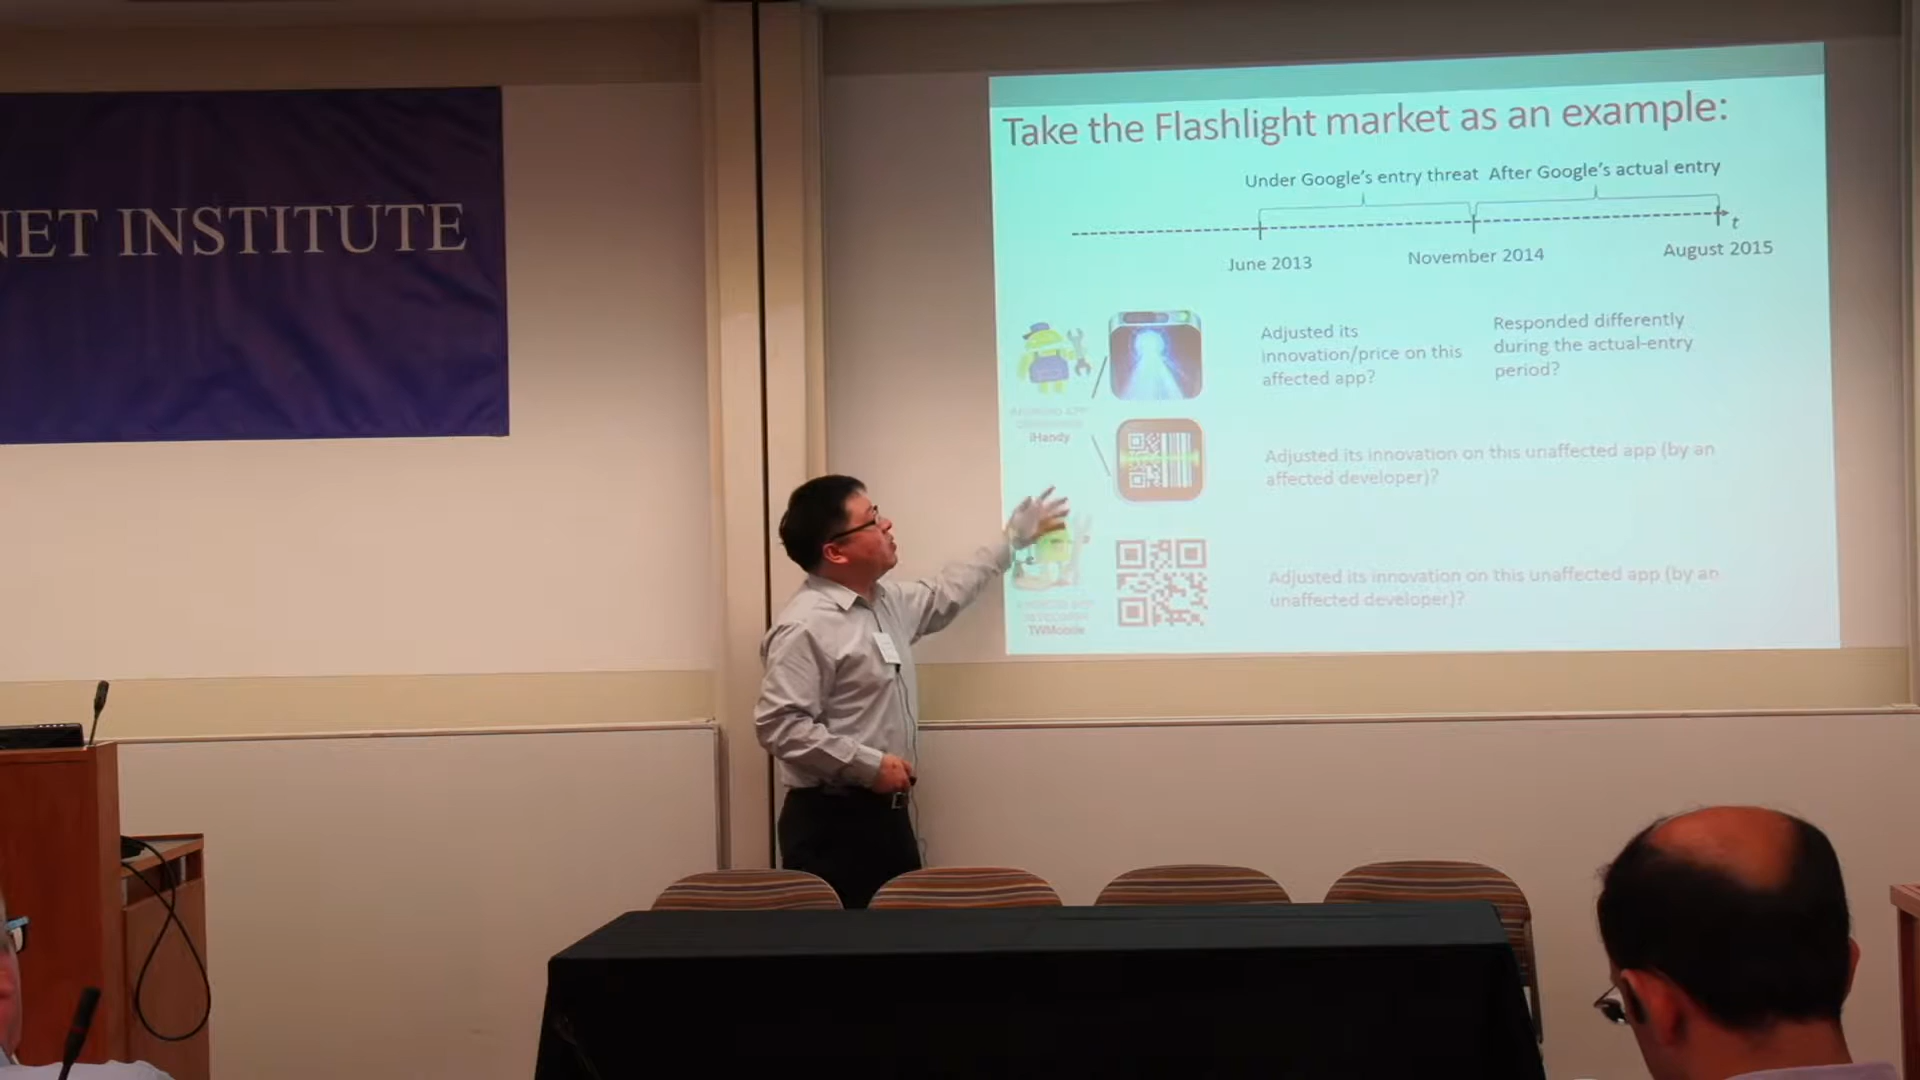 NET INSTITUTE
Take the Flashlight market as an example:
Under Google's entry threat After Google's actual entry
t
June 2013
November 2014
August 2015
Adjusted its
innovation/price on this
affected app?
Responded differently
during the actual-entry
period?
iHandy
Adjusted its innovation on this unaffected app (by an
affected developer)?
Adjusted its innovation on this unaffected app (by an
unaffected developer)?